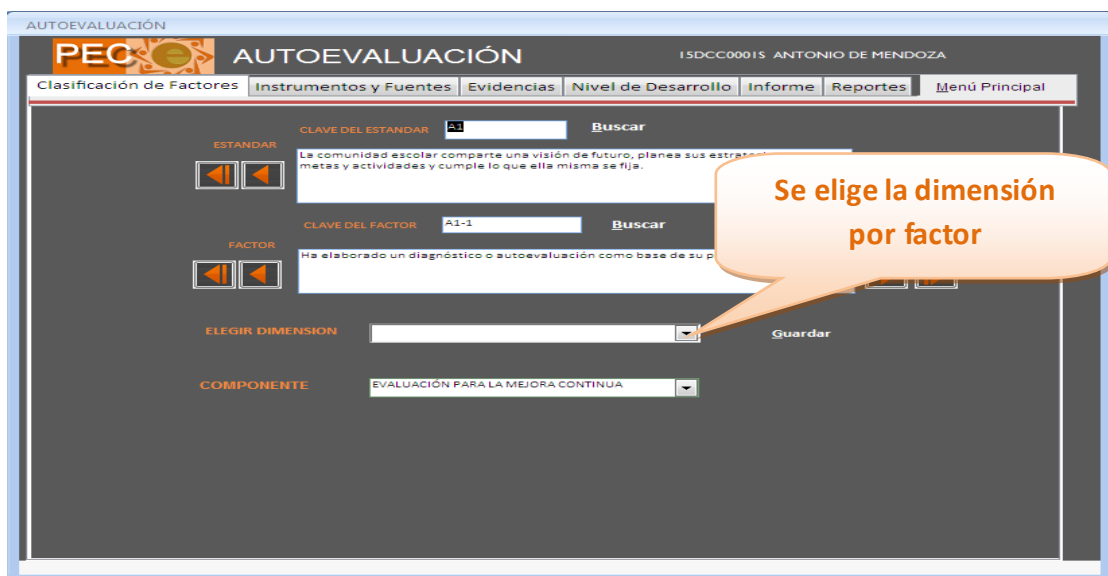 AUTOEVALUACIÓN
PEC e AUTOEVALUACIÓN 15DCC0001S ANTONIO DE MENDOZA
Clasificación de Factores Instrumentos y Fuentes Evidencias Nivel de Desarrollo Informe Reportes Menú Principal
CLAVE DEL ESTANDAR A1 Buscar
ESTANDAR
La comunidad escolar comparte una visión de futuro, planea sus
metas y actividades y cumple lo que ella misma se fija.
Se elige la dimensión
por factor
CLAVE DEL FACTOR A1-1 Buscar
FACTOR
Ha elaborado un diagnóstico o autoevaluación como base de su
ELEGIR DIMENSION Guardar
COMPONENTE EVALUACIÓN PARA LA MEJORA CONTINUA